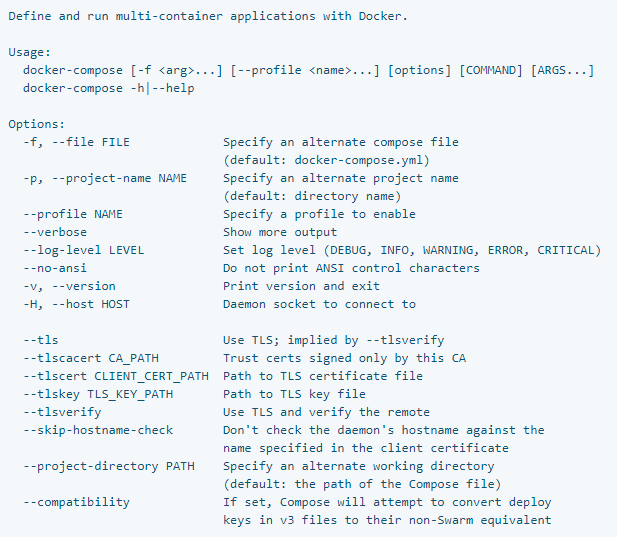 Define and run multi-container applications with Docker.

Usage:
  docker-compose [-f <arg>...] [--profile <name>...] [options] [COMMAND] [ARGS...]
  docker-compose -h|--help

Options:
  -f, --file FILE             Specify an alternate compose file
                              (default: docker-compose.yml)
  -p, --project-name NAME     Specify an alternate project name
                              (default: directory name)
  --profile NAME              Specify a profile to enable
  --verbose                   Show more output
  --log-level LEVEL           Set log level (DEBUG, INFO, WARNING, ERROR, CRITICAL)
  --no-ansi                   Do not print ANSI control characters
  -v, --version               Print version and exit
  -H, --host HOST             Daemon socket to connect to

  --tls                       Use TLS; implied by --tlsverify
  --tlscacert CA_PATH         Trust certs signed only by this CA
  --tlscert CLIENT_CERT_PATH  Path to TLS certificate file
  --tlskey TLS_KEY_PATH       Path to TLS key file
  --tlsverify                 Use TLS and verify the remote
  --skip-hostname-check       Don't check the daemon's hostname against the
                              name specified in the client certificate
  --project-directory PATH    Specify an alternate working directory
                              (default: the path of the Compose file)
  --compatibility             If set, Compose will attempt to convert deploy
                              keys in v3 files to their non-Swarm equivalent